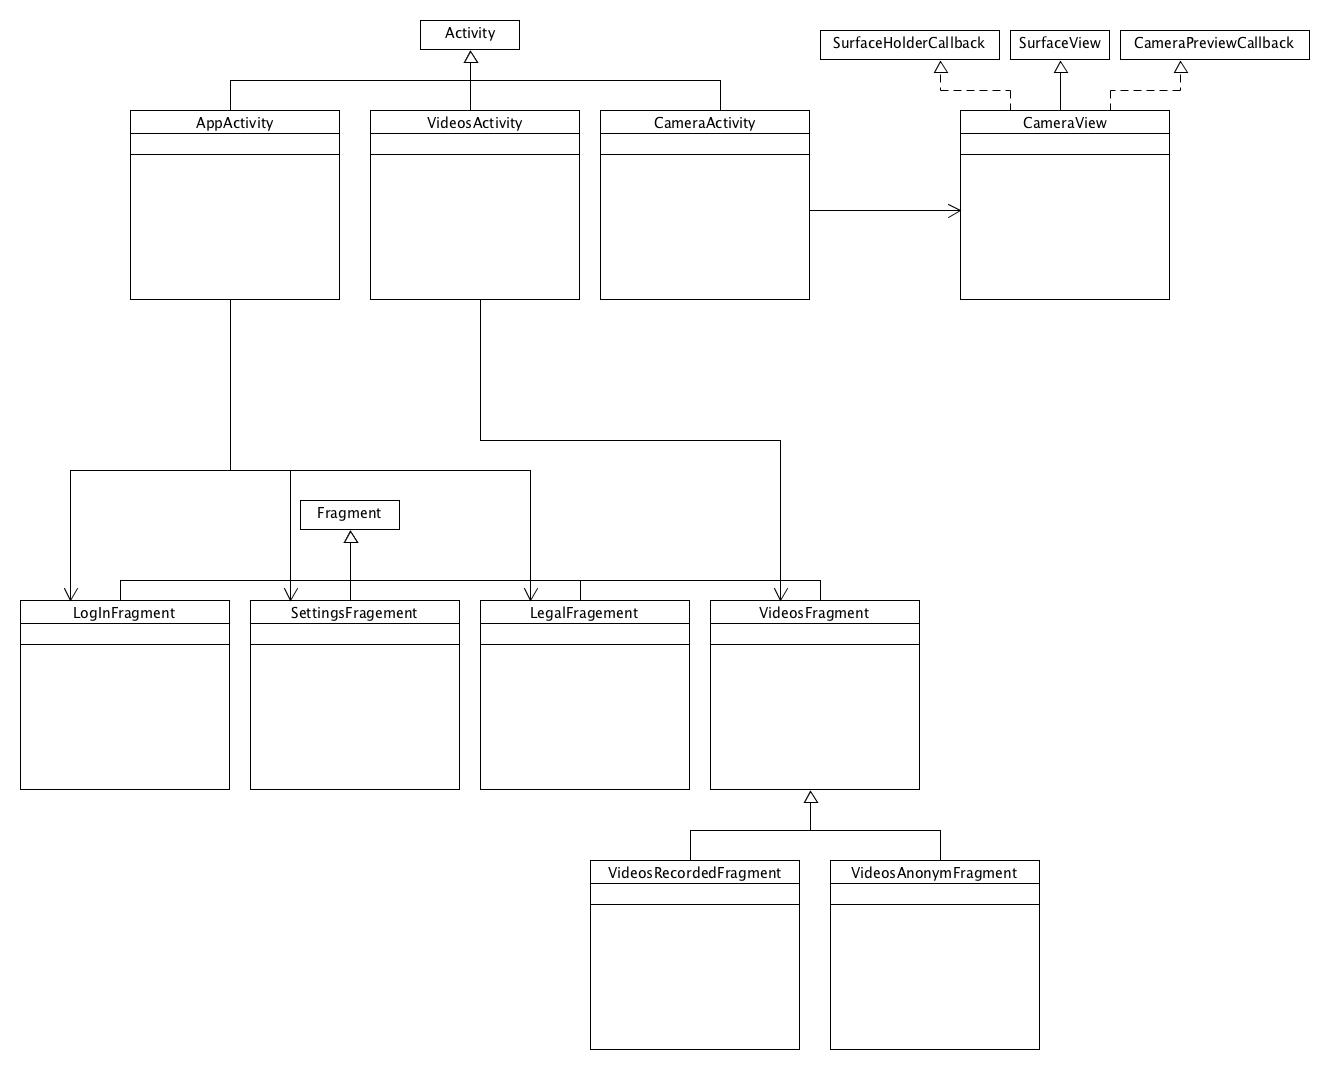 Activity
SurfaceHolderCallback
SurfaceView
CameraPreviewCallback
AppActivity
VideosActivity
CameraActivity
CameraView
Fragment
LogInFragment
SettingsFragement
LegalFragement
VideosFragment
VideosRecordedFragment
VideosAnonymFragment